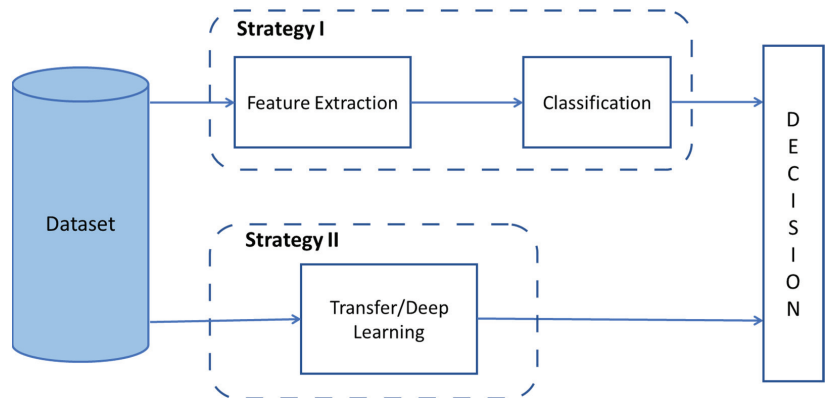 Strategy I
Feature Extraction
Classification
Dataset
Strategy II
Transfer/Deep
Learning
D
E
C
I
S
I
O
N